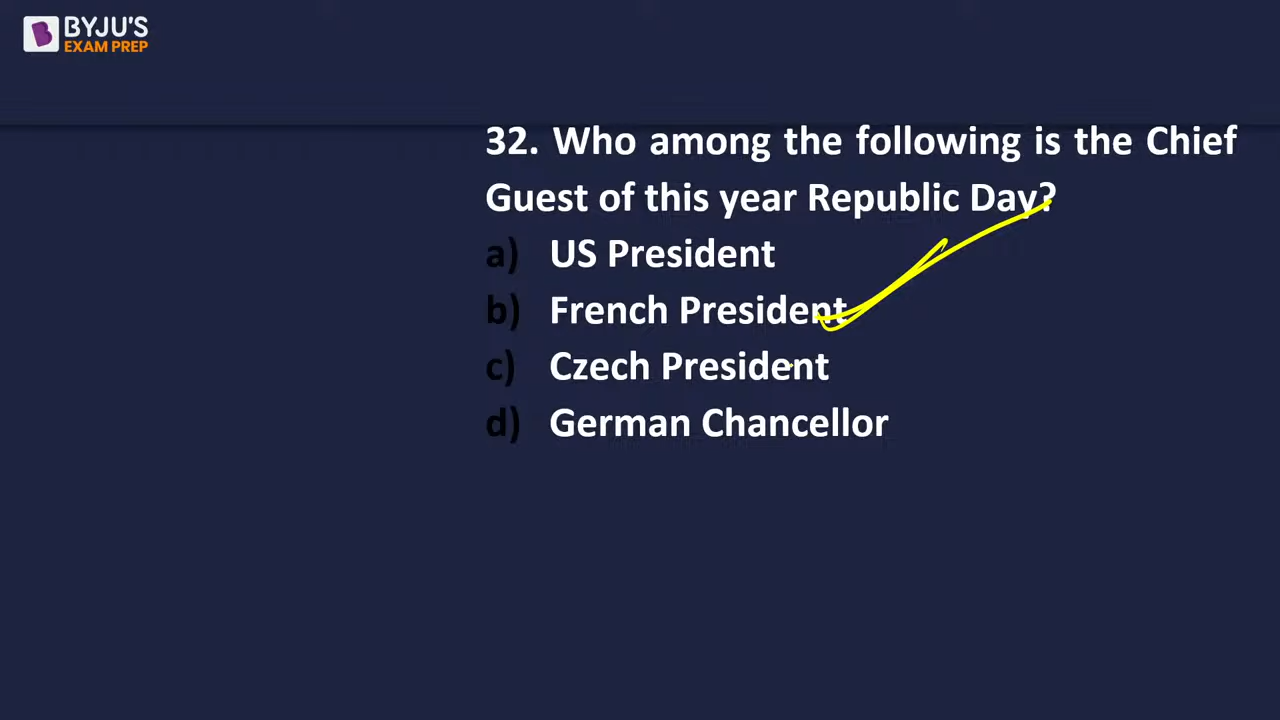 BYJU'S
EXAM PREP
32. Who among the following is the Chief
Guest of this year Republic Day?
a) US President
b) French President
c) Czech President
d) German Chancellor